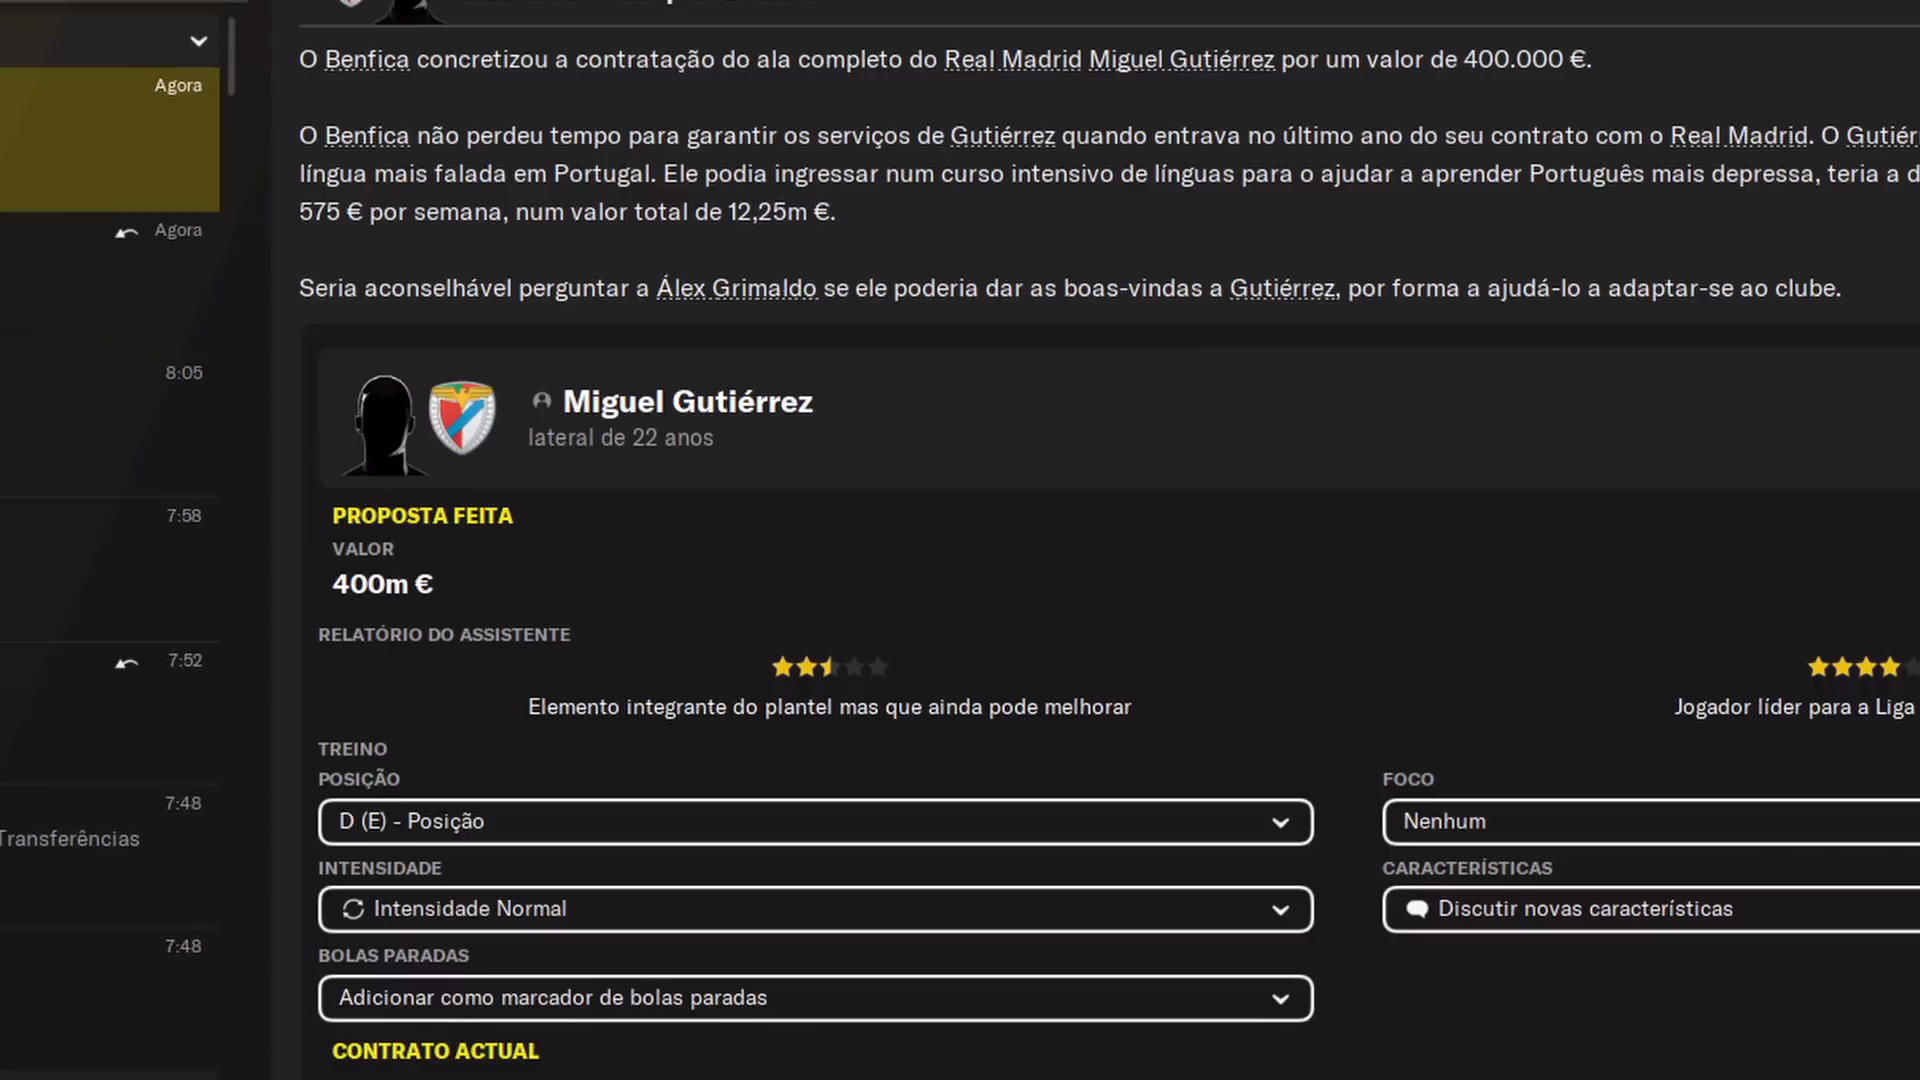 O Benfica concretizou a contratação do ala completo do Real Madrid Miguel Gutiérrez por um valor de 400.000 €.
O Benfica não perdeu tempo para garantir os serviços de Gutiérrez quando entrava no último ano do seu contrato com o Real Madrid. O Gutiér
língua mais falada em Portugal. Ele podia ingressar num curso intensivo de línguas para o ajudar a aprender Português mais depressa, teria a d
575 € por semana, num valor total de 12,25m €.
Seria aconselhável perguntar a Álex Grimaldo se ele poderia dar as boas-vindas a Gutiérrez, por forma a ajudá-lo a adaptar-se ao clube.
Agora
Agora
8:05
7:58
7:52
7:48
Transferências
7:48
Miguel Gutiérrez
lateral de 22 anos
PROPOSTA FEITA
VALOR
400m €
RELATÓRIO DO ASSISTENTE
Elemento integrante do plantel mas que ainda pode melhorar
Jogador líder para a Liga
TREINO
POSIÇÃO
FOCO
D (E) - Posição
Nenhum
INTENSIDADE
CARACTERÍSTICAS
Intensidade Normal
Discutir novas características
BOLAS PARADAS
Adicionar como marcador de bolas paradas
CONTRATO ACTUAL